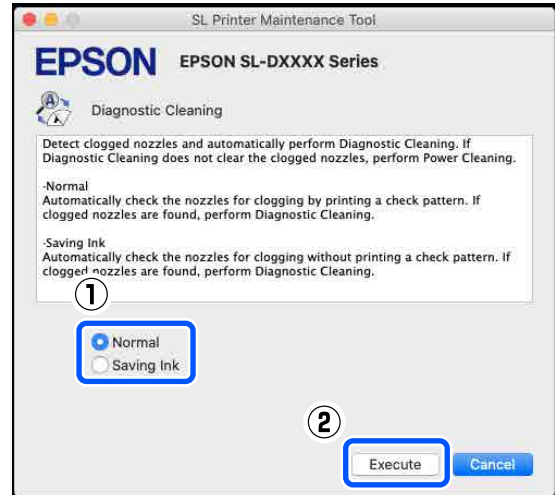 SL Printer Maintenance Tool
EPSON EPSON SL-DXXXX Series
Diagnostic Cleaning
Detect clogged nozzles and automatically perform Diagnostic Cleaning. If
Diagnostic Cleaning does not clear the clogged nozzles, perform Power Cleaning.
-Normal
Automatically check the nozzles for clogging by printing a check pattern. If
clogged nozzles are found, perform Diagnostic Cleaning.
-Saving Ink
Automatically check the nozzles for clogging without printing a check pattern. If
clogged nozzles are found, perform Diagnostic Cleaning.
①
Normal
Saving Ink
②
Execute Cancel